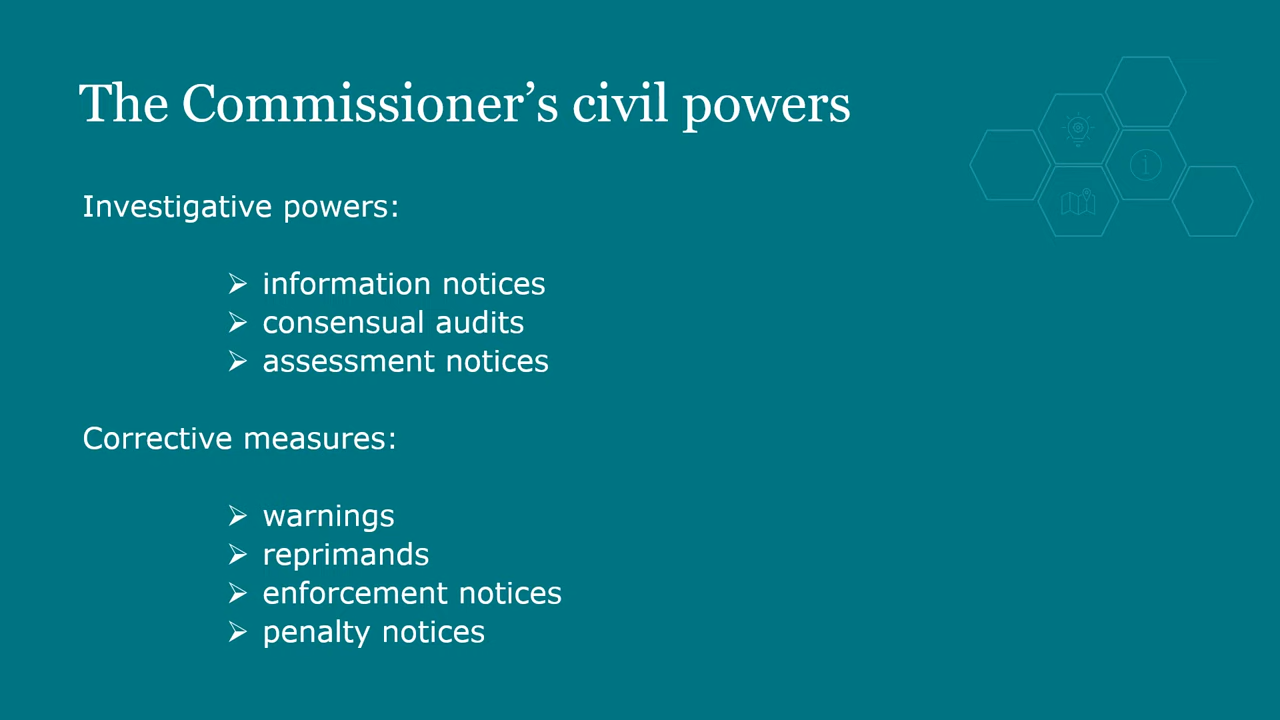 The Commissioner’s civil powers
Investigative powers:
➢ information notices
➢ consensual audits
➢ assessment notices
Corrective measures:
➢ warnings
➢ reprimands
➢ enforcement notices
➢ penalty notices